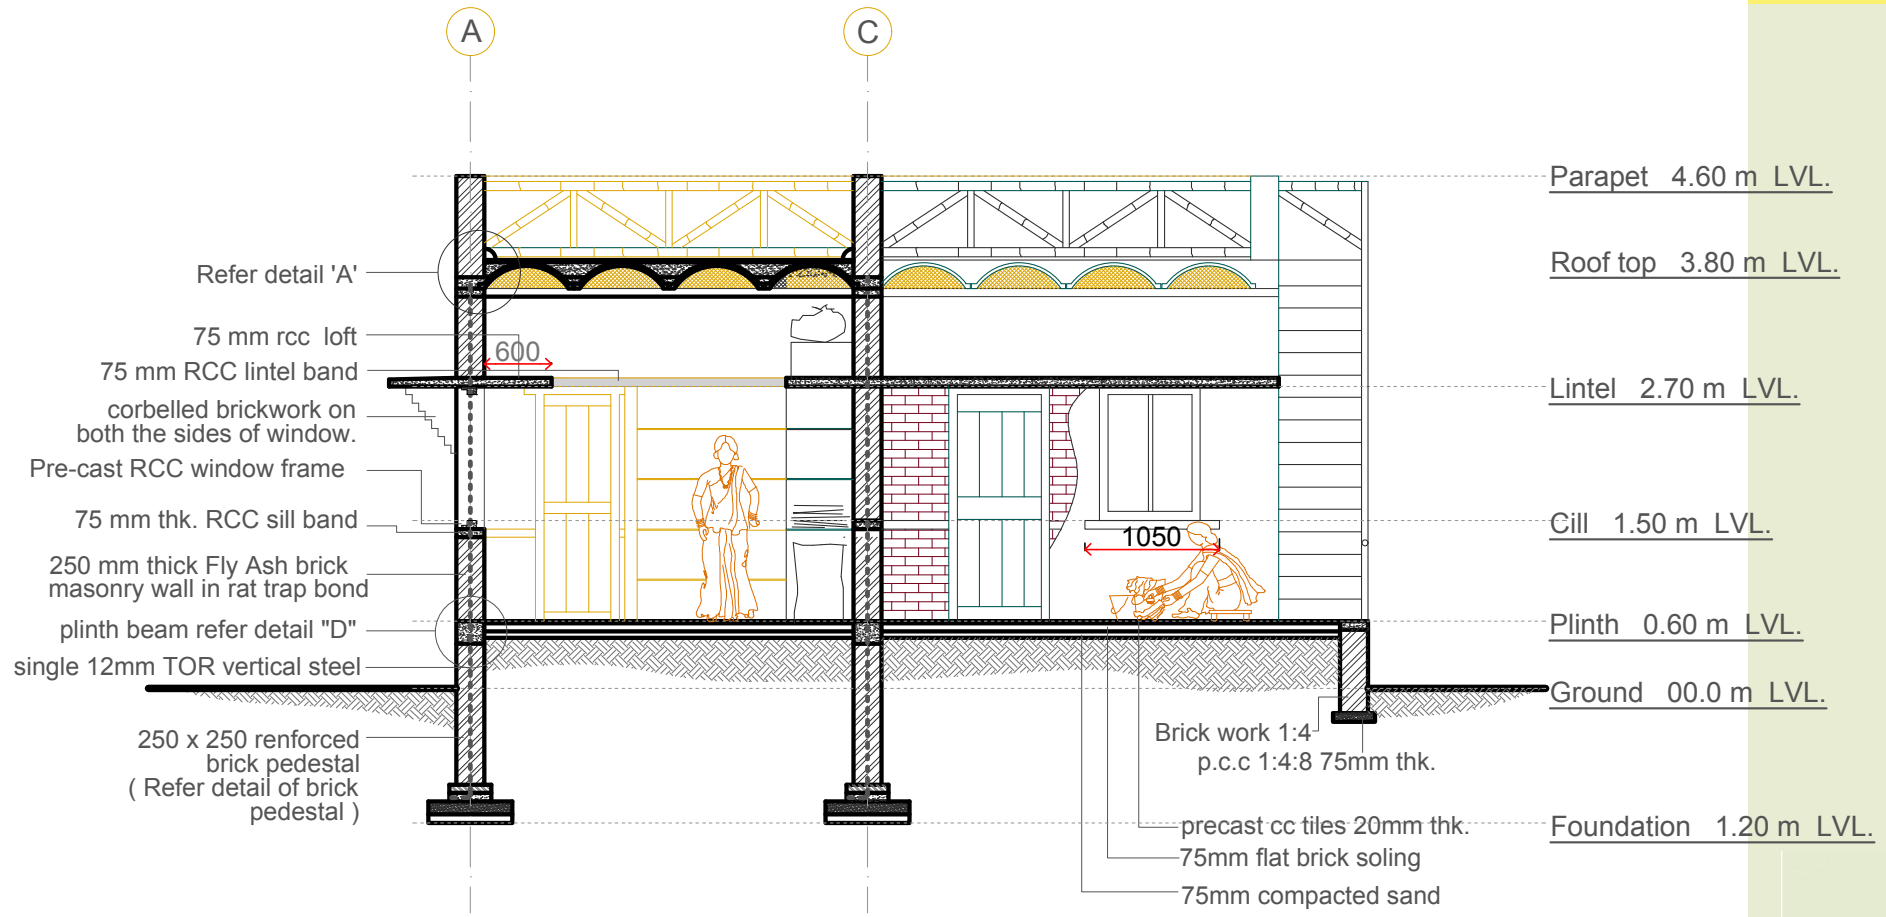 A
C
Parapet 4.60 m LVL.
Refer detail 'A'
Roof top 3.80 m LVL.
75 mm rcc loft
600
75 mm RCC lintel band
Lintel 2.70 m LVL.
corbelled brickwork on
both the sides of window.
Pre-cast RCC window frame
75 mm thk. RCC sill band
Cill 1.50 m LVL.
1050
250 mm thick Fly Ash brick
masonry wall in rat trap bond
plinth beam refer detail "D"
Plinth 0.60 m LVL.
single 12mm TOR vertical steel
Ground 00.0 m LVL.
250 x 250 renforced
brick pedestal
( Refer detail of brick
pedestal )
Brick work 1:4
p.c.c 1:4:8 75mm thk.
precast cc tiles 20mm thk.
Foundation 1.20 m LVL.
75mm flat brick soling
75mm compacted sand